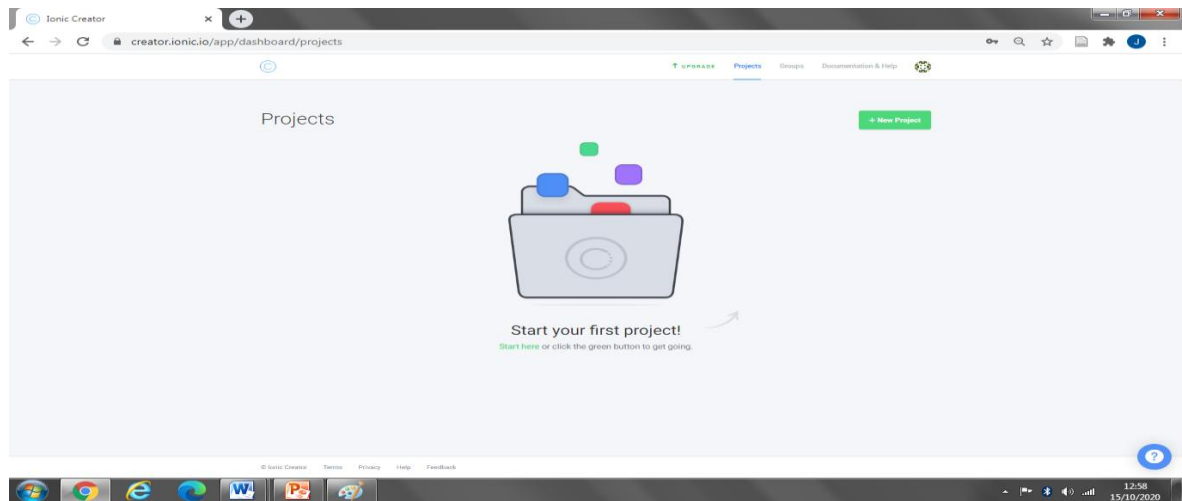 Ionic Creator
creator.ionic.io/app/dashboard/projects
J
UPGRADE Projects Groups Documentation & Help
Projects
+ New Project
Start your first project!
Start here or click the green button to get going.
?
© Ionic Creator Terms Privacy Help Feedback
12:58
15/10/2020